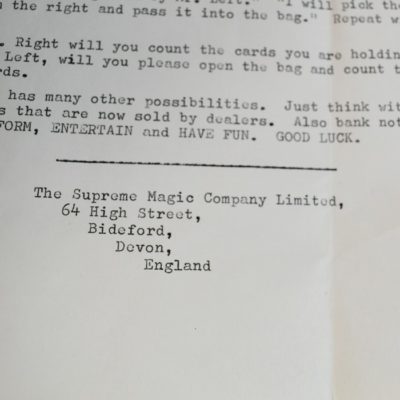 the right and pass it into the bag." Repeat w
. Right will you count the cards you are holdin
Left, will you please open the bag and count t
rds.
has many other possibilities. Just think wit
s that are now sold by dealers. Also bank not
FORM, ENTERTAIN and HAVE FUN. GOOD LUCK.
The Supreme Magic Company Limited,
64 High Street,
Bideford,
Devon,
England